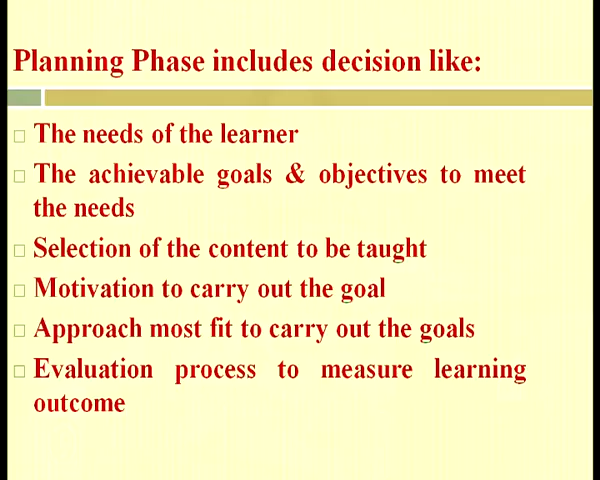 Planning Phase includes decision like:
The needs of the learner
The achievable goals & objectives to meet
the needs
Selection of the content to be taught
Motivation to carry out the goal
Approach most fit to carry out the goals
Evaluation process to measure learning
outcome